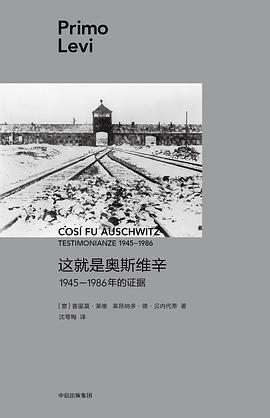 Primo
Levi
COSÍ FU AUSCHWITZ
TESTIMONIANZE 1945–1986
这就是奥斯维辛
1945—1986年的证据
［意］普里莫·莱维 莱昂纳多·德·贝内代蒂 著
沈萼梅 译
中信出版集团